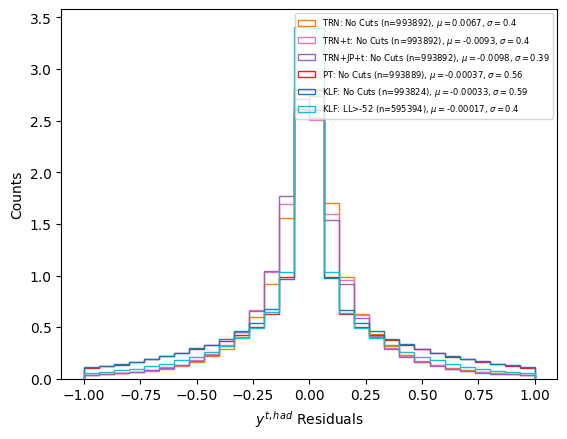 TRN: No Cuts (n=993892), μ = 0.0067, σ = 0.4
TRN+t: No Cuts (n=993892), μ = -0.0093, σ = 0.4
TRN+JP+t: No Cuts (n=993892), μ = -0.0098, σ = 0.39
PT: No Cuts (n=993889), μ = -0.00037, σ = 0.56
KLF: No Cuts (n=993824), μ = -0.00033, σ = 0.59
KLF: LL>-52 (n=595394), μ = -0.00017, σ = 0.4
3.5
3.0
2.5
2.0
1.5
1.0
0.5
0.0
Counts
−1.00 −0.75 −0.50 −0.25 0.00 0.25 0.50 0.75 1.00
y^{t, had} Residuals